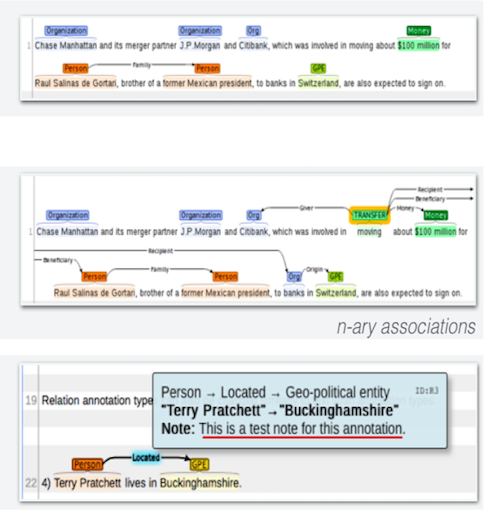 Organization Organization Org Money
1 Chase Manhattan and its merger partner J.P.Morgan and Citibank, which was involved in moving about $100 million for
Person Family Person GPE
Raul Salinas de Gortari, brother of a former Mexican president, to banks in Switzerland, are also expected to sign on.
Recipient
Beneficiary
Organization Organization Org Giver TRANSFER Money Money
1 Chase Manhattan and its merger partner J.P.Morgan and Citibank, which was involved in moving about $100 million for
Recipient
Beneficiary
Person Family Person Org Origin GPE
Raul Salinas de Gortari, brother of a former Mexican president, to banks in Switzerland, are also expected to sign on.
n-ary associations
Person → Located → Geo-political entity ID:R3
"Terry Pratchett"→"Buckinghamshire"
Note: This is a test note for this annotation.
19 Relation annotation type
Person Located GPE
22 4) Terry Pratchett lives in Buckinghamshire.